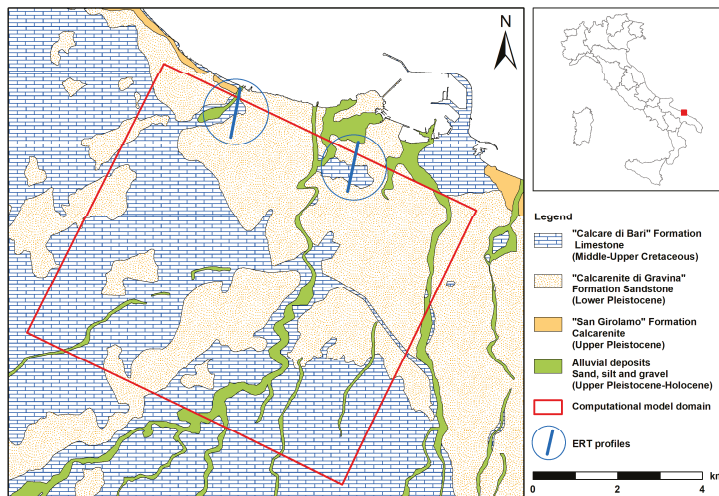 N
Legend
"Calcare di Bari" Formation
Limestone
(Middle-Upper Cretaceous)
"Calcarenite di Gravina"
Formation Sandstone
(Lower Pleistocene)
"San Girolamo" Formation
Calcarenite
(Upper Pleistocene)
Alluvial deposits
Sand, silt and gravel
(Upper Pleistocene-Holocene)
Computational model domain
ERT profiles
km
0 2 4